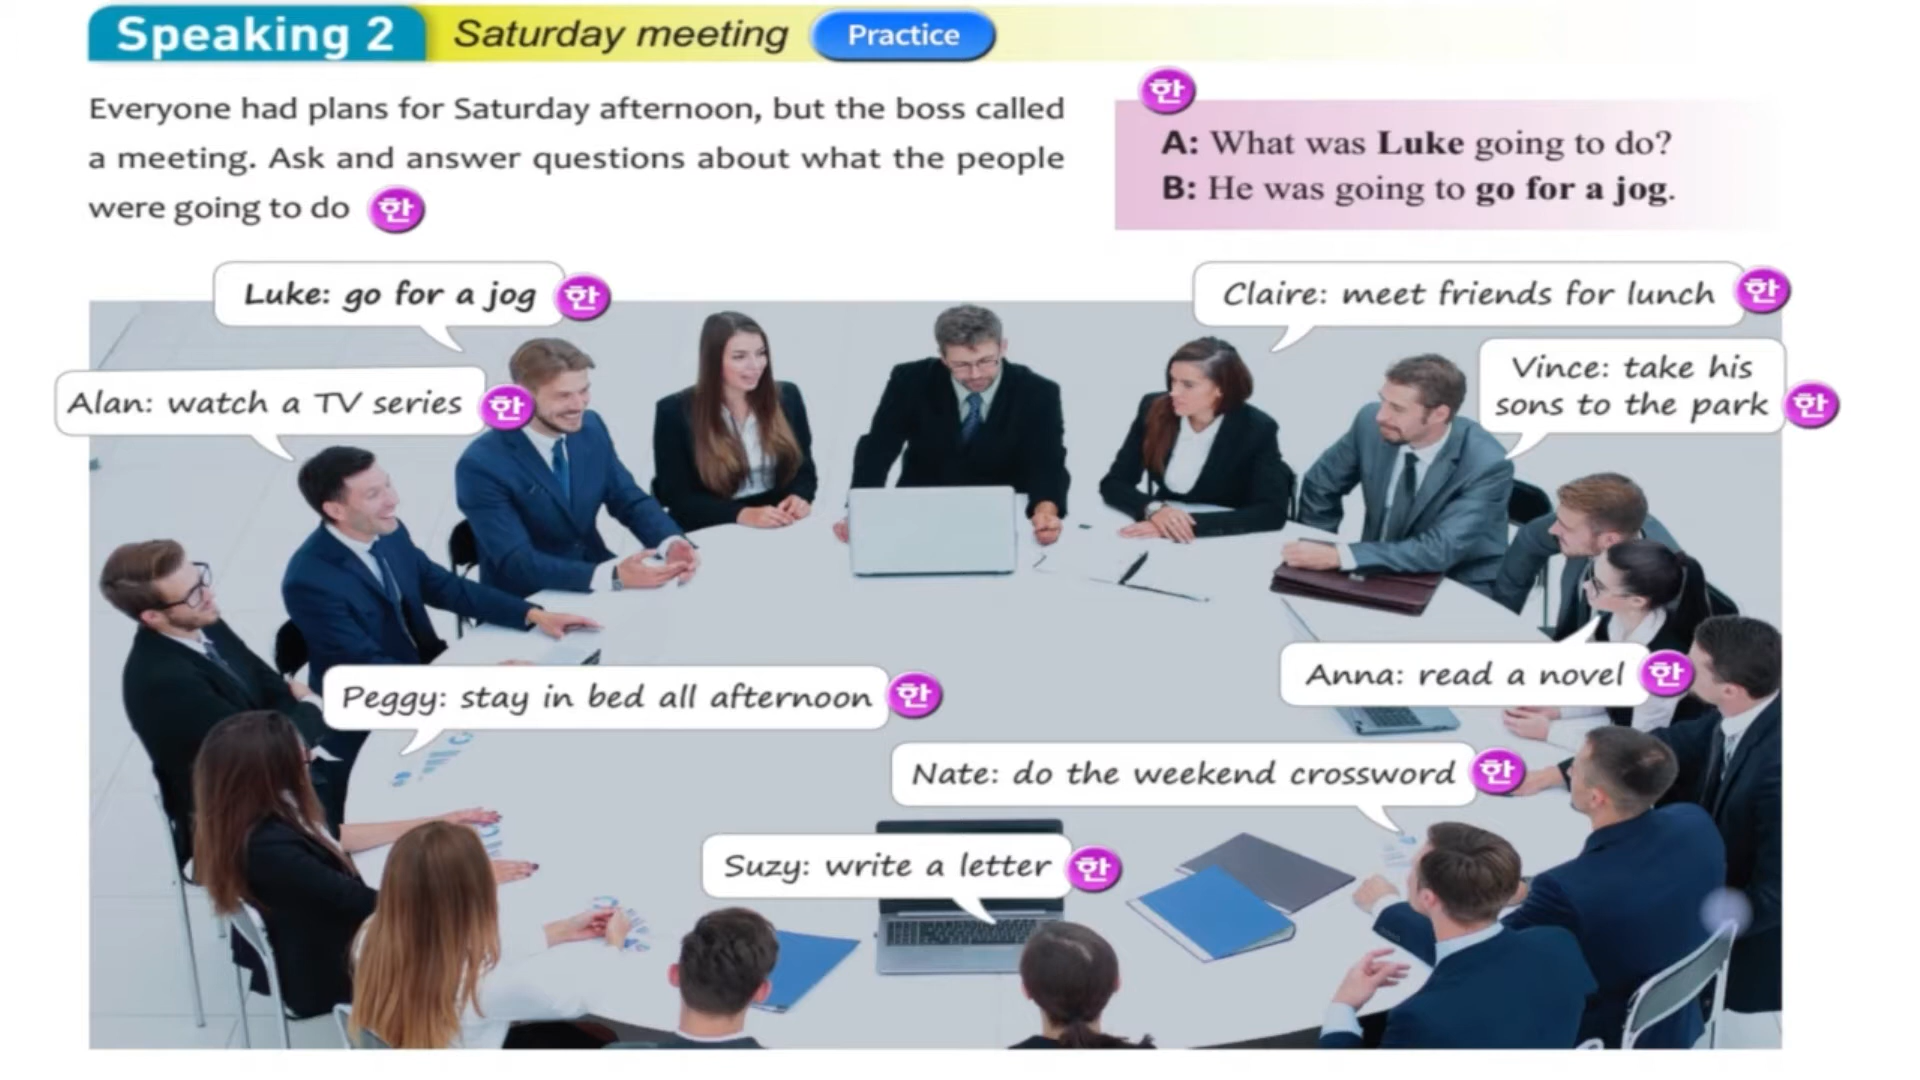 Speaking 2 Saturday meeting Practice
Everyone had plans for Saturday afternoon, but the boss called
a meeting. Ask and answer questions about what the people
were going to do 한
한
A: What was Luke going to do?
B: He was going to go for a jog.
Luke: go for a jog 한
Claire: meet friends for lunch 한
Alan: watch a TV series 한
Vince: take his
sons to the park 한
Peggy: stay in bed all afternoon 한
Anna: read a novel 한
Nate: do the weekend crossword 한
Suzy: write a letter 한